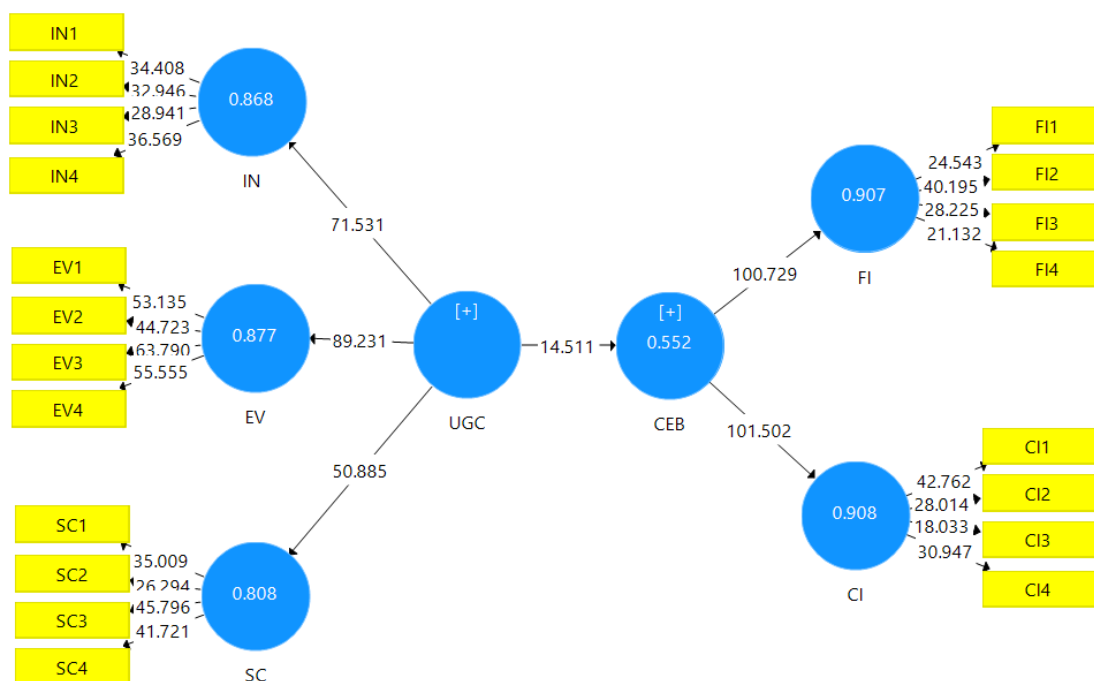 IN1
IN2
IN3
IN4
34.408
32.946
28.941
36.569
0.868
IN
71.531
EV1
EV2
EV3
EV4
53.135
44.723
63.790
55.555
0.877
EV
89.231
SC1
SC2
SC3
SC4
35.009
26.294
45.796
41.721
0.808
SC
50.885
[+]
UGC
14.511
[+]
0.552
CEB
100.729
0.907
FI
24.543
40.195
28.225
21.132
FI1
FI2
FI3
FI4
101.502
0.908
CI
42.762
28.014
18.033
30.947
CI1
CI2
CI3
CI4